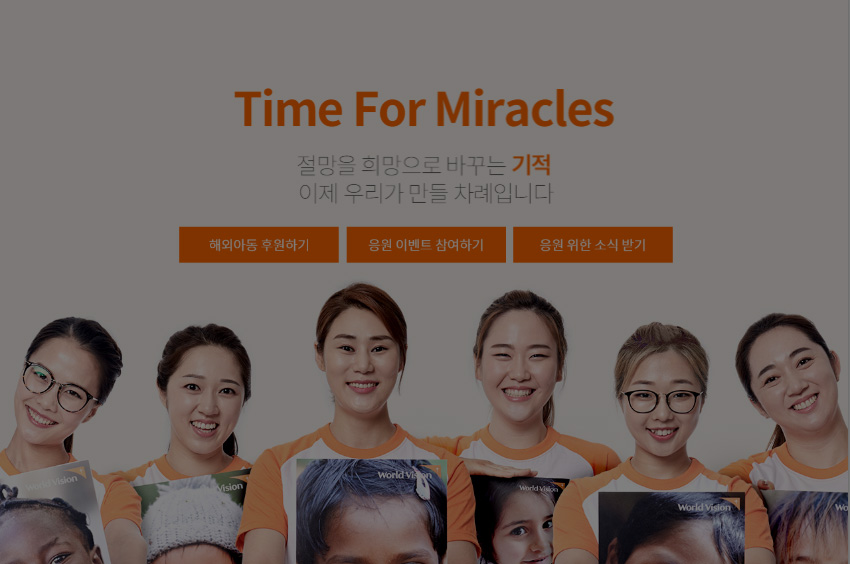 Time For Miracles
절망을 희망으로 바꾸는 기적
이제 우리가 만들 차례입니다
해외아동 후원하기
응원 이벤트 참여하기
응원 위한 소식 받기
World Vision
World Vision
World Vision
World Vision
World Vision
Wo